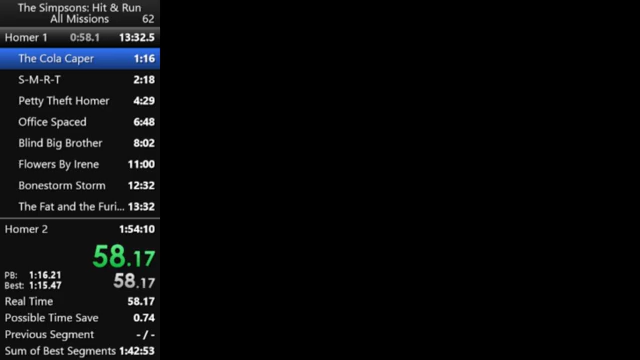 The Simpsons: Hit & Run
All Missions 62
Homer 1 0:58.1 13:32.5
The Cola Caper 1:16
S-M-R-T 2:18
Petty Theft Homer 4:29
Office Spaced 6:48
Blind Big Brother 8:02
Flowers By Irene 11:00
Bonestorm Storm 12:32
The Fat and the Furi... 13:32
Homer 2 1:54:10
58.17
PB: 1:16.21
Best: 1:15.47 58.17
Real Time 58.17
Possible Time Save 0.74
Previous Segment - / -
Sum of Best Segments 1:42:53